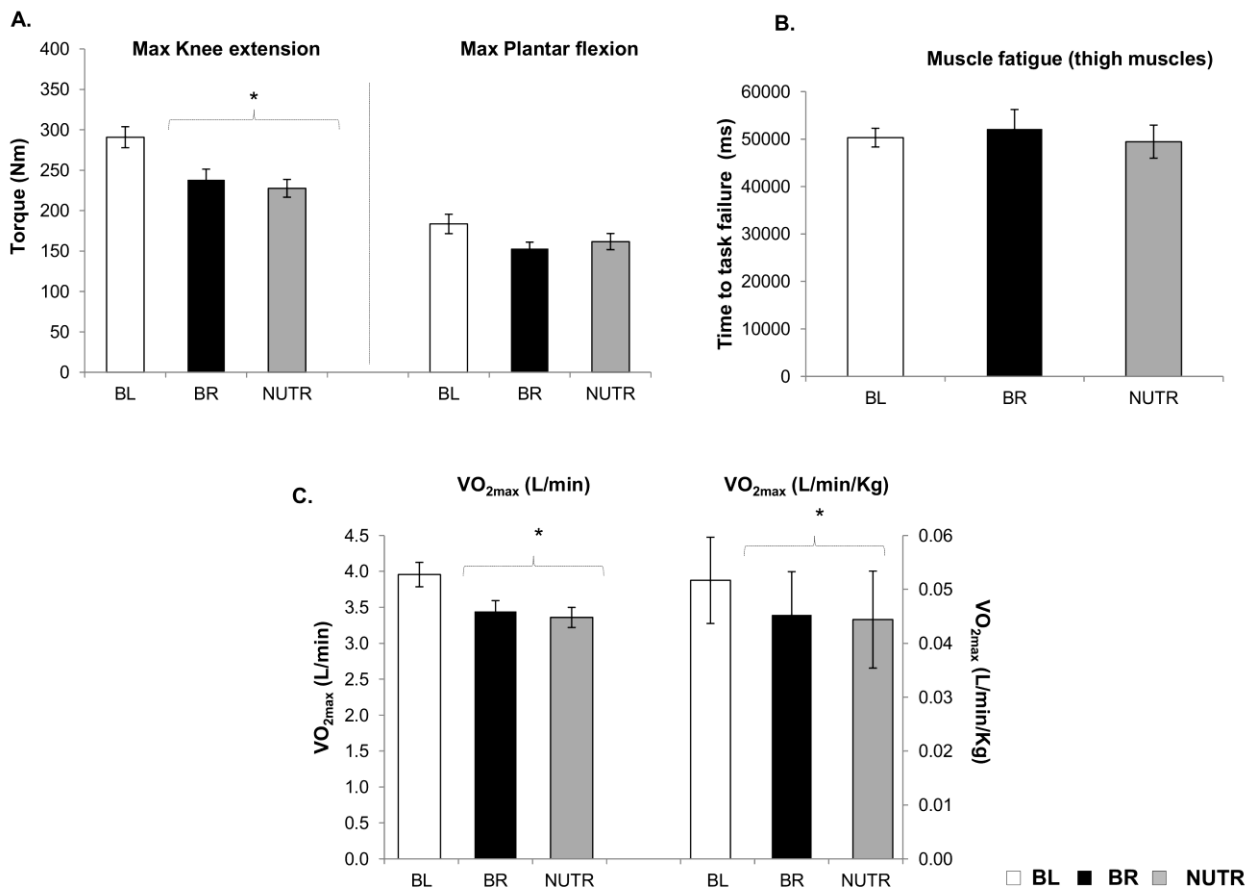 A.
Max Knee extension
Max Plantar flexion
Torque (Nm)
400
350
300
250
200
150
100
50
0
*
BL
BR
NUTR
BL
BR
NUTR
B.
Muscle fatigue (thigh muscles)
Time to task failure (ms)
60000
50000
40000
30000
20000
10000
0
BL
BR
NUTR
C.
VO2max (L/min)
VO2max (L/min/Kg)
VO2max (L/min)
4.5
4.0
3.5
3.0
2.5
2.0
1.5
1.0
0.5
0.0
*
*
0.06
0.05
0.04
0.03
0.02
0.01
0.00
VO2max (L/min/Kg)
BL
BR
NUTR
BL
BR
NUTR
BL BR NUTR